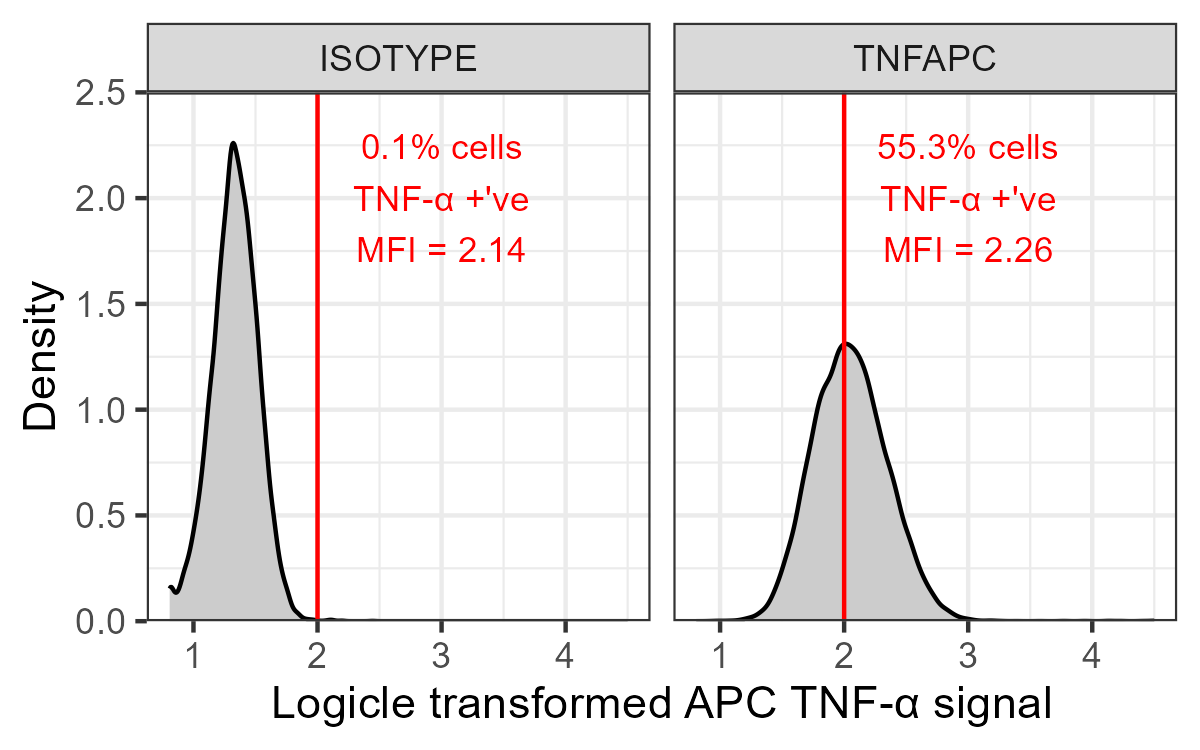 ISOTYPE
TNFAPC
0.1% cells
TNF-α +'ve
MFI = 2.14
55.3% cells
TNF-α +'ve
MFI = 2.26
Density
2.5
2.0
1.5
1.0
0.5
0.0
1 2 3 4
1 2 3 4
Logicle transformed APC TNF-α signal